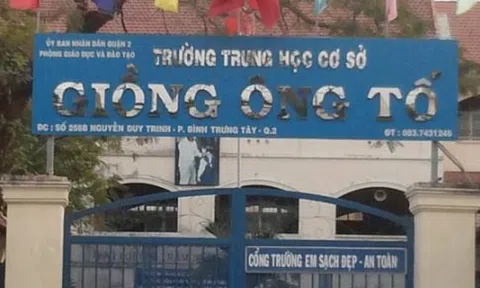 ỦY BAN NHÂN DÂN QUẬN 2
PHÒNG GIÁO DỤC VÀ ĐÀO TẠO
TRƯỜNG TRUNG HỌC CƠ SỞ
GIỒNG ÔNG TỐ
ĐC : SỐ 258B NGUYỄN DUY TRINH - P. BÌNH TRƯNG TÂY - Q.2
ĐT : 083.7431246
CỔNG TRƯỜNG EM SẠCH ĐẸP - AN TOÀN